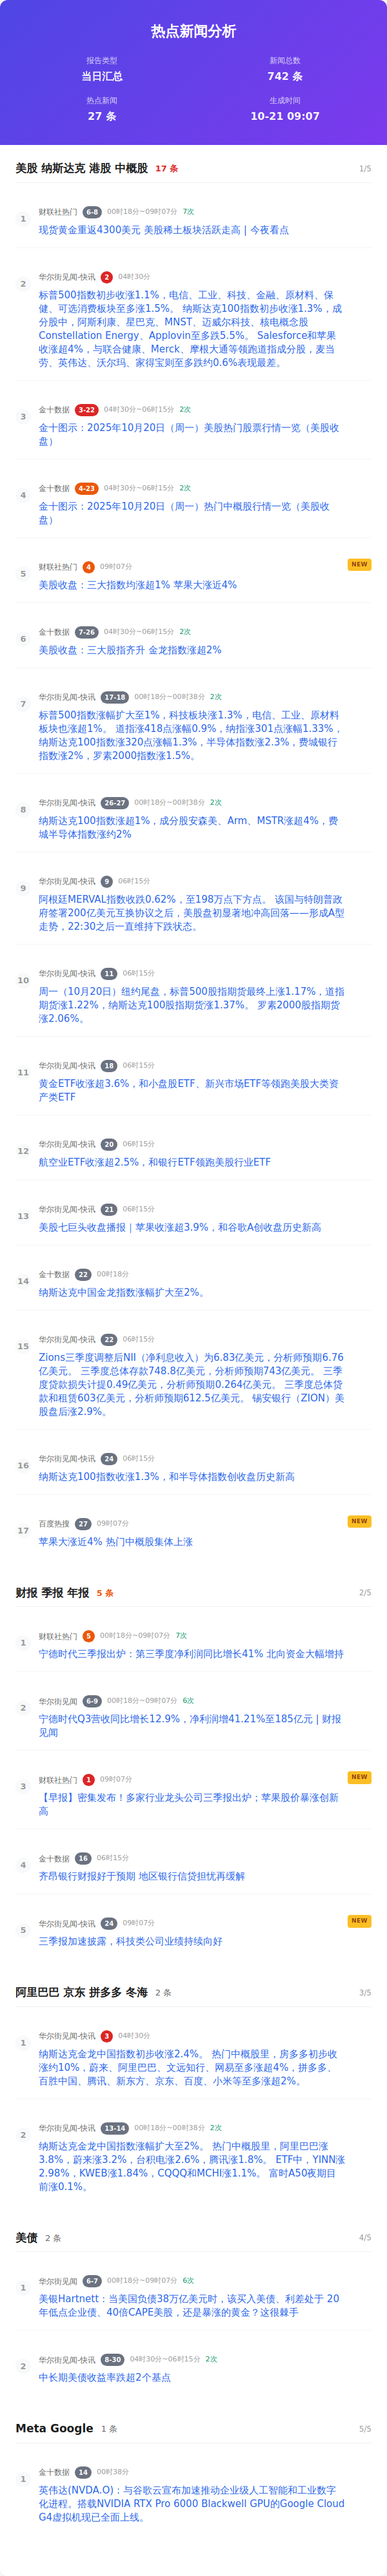 热点新闻分析
报告类型
当日汇总
新闻总数
742 条
热点新闻
27 条
生成时间
10-21 09:07
美股 纳斯达克 港股 中概股 17 条 1/5
1
财联社热门 6-8 00时18分~09时07分 7次
现货黄金重返4300美元 美股稀土板块活跃走高 | 今夜看点
2
华尔街见闻-快讯 2 04时30分
标普500指数初步收涨1.1%，电信、工业、科技、金融、原材料、保
健、可选消费板块至多涨1.5%。 纳斯达克100指数初步收涨1.3%，成
分股中，阿斯利康、星巴克、MNST、迈威尔科技、核电概念股
Constellation Energy、Applovin至多跌5.5%。 Salesforce和苹果
收涨超4%，与联合健康、Merck、摩根大通等领跑道指成分股，麦当
劳、英伟达、沃尔玛、家得宝则至多跌约0.6%表现最差。
3
金十数据 3-22 04时30分~06时15分 2次
金十图示：2025年10月20日（周一）美股热门股票行情一览（美股收
盘）
4
金十数据 4-23 04时30分~06时15分 2次
金十图示：2025年10月20日（周一）热门中概股行情一览（美股收
盘）
5
财联社热门 4 09时07分 NEW
美股收盘：三大指数均涨超1% 苹果大涨近4%
6
金十数据 7-26 04时30分~06时15分 2次
美股收盘：三大股指齐升 金龙指数涨超2%
7
华尔街见闻-快讯 17-18 00时18分~00时38分 2次
标普500指数涨幅扩大至1%，科技板块涨1.3%，电信、工业、原材料
板块也涨超1%。 道指涨418点涨幅0.9%，纳指涨301点涨幅1.33%，
纳斯达克100指数涨320点涨幅1.3%，半导体指数涨2.3%，费城银行
指数涨2%，罗素2000指数涨1.5%。
8
华尔街见闻-快讯 26-27 00时18分~00时38分 2次
纳斯达克100指数涨超1%，成分股安森美、Arm、MSTR涨超4%，费
城半导体指数涨约2%
9
华尔街见闻-快讯 9 06时15分
阿根廷MERVAL指数收跌0.62%，至198万点下方点。 该国与特朗普政
府签署200亿美元互换协议之后，美股盘初显著地冲高回落——形成A型
走势，22:30之后一直维持下跌状态。
10
华尔街见闻-快讯 11 06时15分
周一（10月20日）纽约尾盘，标普500股指期货最终上涨1.17%，道指
期货涨1.22%，纳斯达克100股指期货涨1.37%。 罗素2000股指期货
涨2.06%。
11
华尔街见闻-快讯 18 06时15分
黄金ETF收涨超3.6%，和小盘股ETF、新兴市场ETF等领跑美股大类资
产类ETF
12
华尔街见闻-快讯 20 06时15分
航空业ETF收涨超2.5%，和银行ETF领跑美股行业ETF
13
华尔街见闻-快讯 21 06时15分
美股七巨头收盘播报｜苹果收涨超3.9%，和谷歌A创收盘历史新高
14
金十数据 22 00时18分
纳斯达克中国金龙指数涨幅扩大至2%。
15
华尔街见闻-快讯 22 06时15分
Zions三季度调整后NII（净利息收入）为6.83亿美元，分析师预期6.76
亿美元。 三季度总体存款748.8亿美元，分析师预期743亿美元。 三季
度贷款损失计提0.49亿美元，分析师预期0.264亿美元。 三季度总体贷
款和租赁603亿美元，分析师预期612.5亿美元。 锡安银行（ZION）美
股盘后涨2.9%。
16
华尔街见闻-快讯 24 06时15分
纳斯达克100指数收涨1.3%，和半导体指数创收盘历史新高
17
百度热搜 27 09时07分 NEW
苹果大涨近4% 热门中概股集体上涨
财报 季报 年报 5 条 2/5
1
财联社热门 5 00时18分~09时07分 7次
宁德时代三季报出炉：第三季度净利润同比增长41% 北向资金大幅增持
2
华尔街见闻 6-9 00时18分~09时07分 6次
宁德时代Q3营收同比增长12.9%，净利润增41.21%至185亿元 | 财报
见闻
3
财联社热门 1 09时07分 NEW
【早报】密集发布！多家行业龙头公司三季报出炉；苹果股价暴涨创新
高
4
金十数据 16 06时15分
齐昂银行财报好于预期 地区银行信贷担忧再缓解
5
华尔街见闻-快讯 24 09时07分 NEW
三季报加速披露，科技类公司业绩持续向好
阿里巴巴 京东 拼多多 冬海 2 条 3/5
1
华尔街见闻-快讯 3 04时30分
纳斯达克金龙中国指数初步收涨2.4%。 热门中概股里，房多多初步收
涨约10%，蔚来、阿里巴巴、文远知行、网易至多涨超4%，拼多多、
百胜中国、腾讯、新东方、京东、百度、小米等至多涨超2%。
2
华尔街见闻-快讯 13-14 00时18分~00时38分 2次
纳斯达克金龙中国指数涨幅扩大至2%。 热门中概股里，阿里巴巴涨
3.8%，蔚来涨3.2%，台积电涨2.6%，腾讯涨1.8%。 ETF中，YINN涨
2.98%，KWEB涨1.84%，CQQQ和MCHI涨1.1%。 富时A50夜期目
前涨0.1%。
美债 2 条 4/5
1
华尔街见闻 6-7 00时18分~09时07分 6次
美银Hartnett：当美国负债38万亿美元时，该买入美债、利差处于 20
年低点企业债、40倍CAPE美股，还是暴涨的黄金？这很棘手
2
华尔街见闻-快讯 8-30 04时30分~06时15分 2次
中长期美债收益率跌超2个基点
Meta Google 1 条 5/5
1
金十数据 14 00时38分
英伟达(NVDA.O)：与谷歌云宣布加速推动企业级人工智能和工业数字
化进程。搭载NVIDIA RTX Pro 6000 Blackwell GPU的Google Cloud
G4虚拟机现已全面上线。